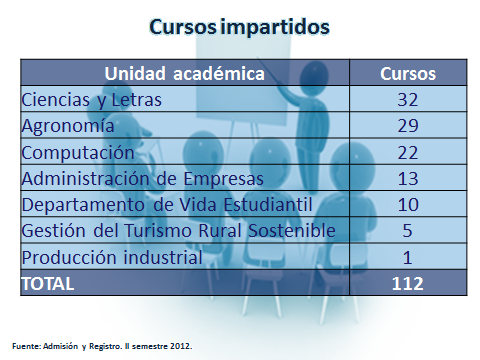 Cursos impartidos
Unidad académica Cursos
Ciencias y Letras 32
Agronomía 29
Computación 22
Administración de Empresas 13
Departamento de Vida Estudiantil 10
Gestión del Turismo Rural Sostenible 5
Producción industrial 1
TOTAL 112
Fuente: Admisión y Registro. II semestre 2012.